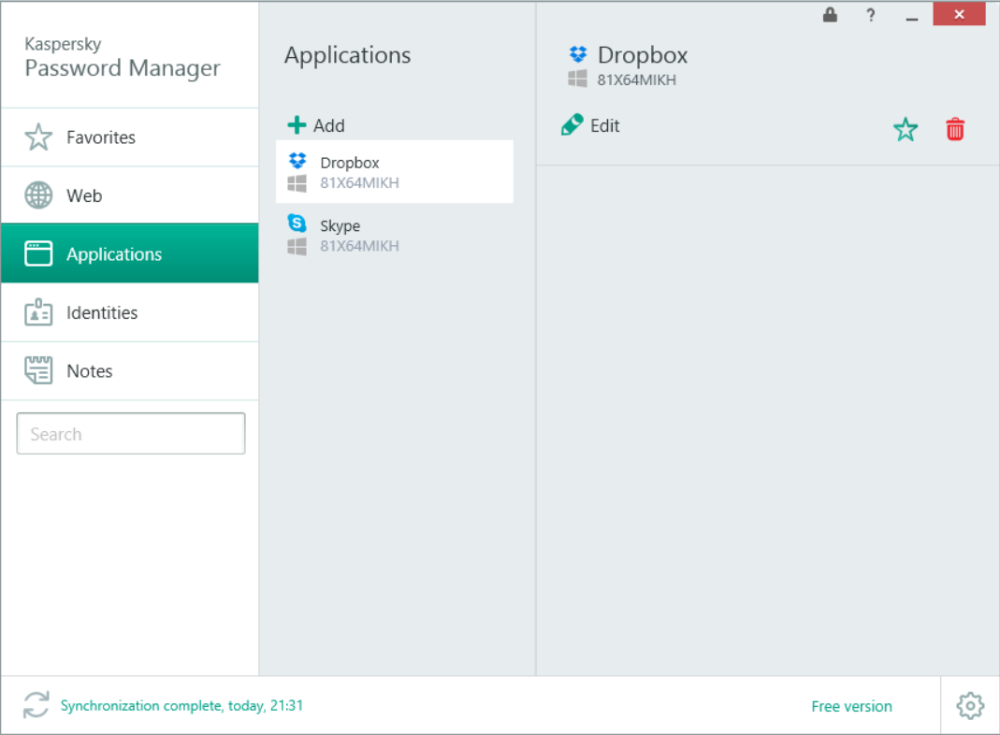 Kaspersky
Password Manager
Favorites
Web
Applications
Identities
Notes
Search
Applications
Add
Dropbox
81X64MIKH
Skype
81X64MIKH
?
Dropbox
81X64MIKH
Edit
Synchronization complete, today, 21:31
Free version